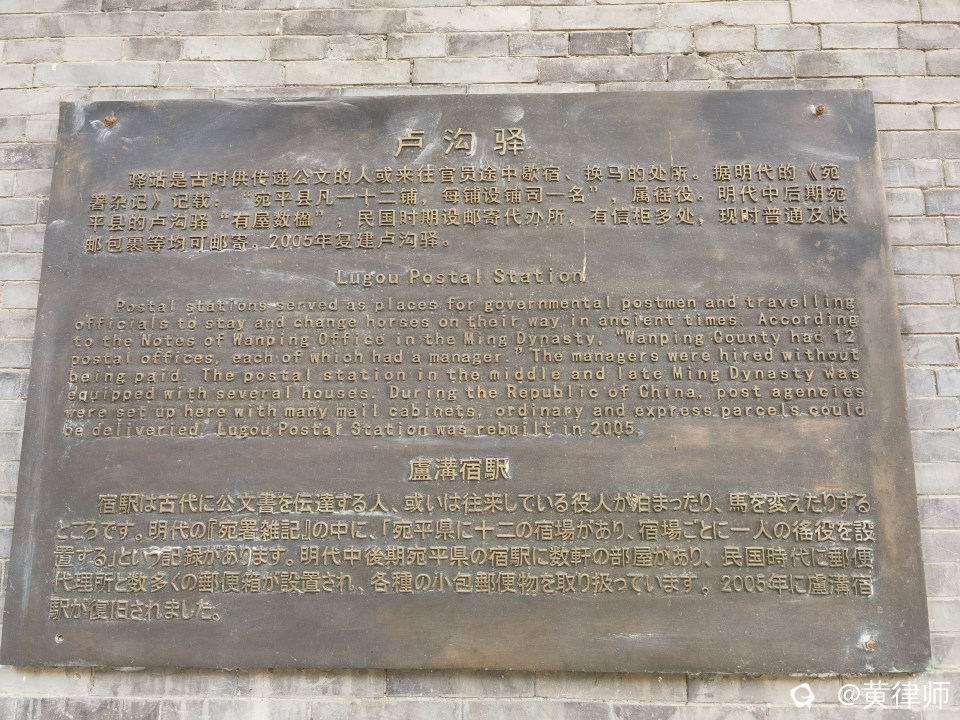 卢沟驿
驿站是古时供传递公文的人或来往官员途中歇宿、换马的处所。据明代的《宛
署杂记》记载：“宛平县凡一十二铺，每铺设铺司一名”，属徭役。明代中后期宛
平县的卢沟驿“有屋数楹”；民国时期设邮寄代办所，有信柜多处，现时普通及快
邮包裹等均可邮寄。2005年复建卢沟驿。
Lugou Postal Station
Postal stations served as places for governmental postmen and travelling
officials to stay and change horses on their way in ancient times. According
to the Notes of Wanping Office in the Ming Dynasty, "Wanping County had 12
postal offices, each of which had a manager." The managers were hired without
being paid. The postal station in the middle and late Ming Dynasty was
equipped with several houses. During the Republic of China, post agencies
were set up here with many mail cabinets, ordinary and express parcels could
be deliveried. Lugou Postal Station was rebuilt in 2005.
盧溝宿駅
宿駅は古代に公文書を伝達する人、或いは往来している役人が泊まったり、馬を変えたりする
ところです。明代の『宛署雑記』の中に、「宛平県に十二の宿場があり、宿場ごとに一人の徭役を設
置する」という記録があります。明代中後期宛平県の宿駅に数軒の部屋があり、民国時代に郵便
代理所と数多くの郵便箱が設置され、各種の小包郵便物を取り扱っています。2005年に盧溝宿
駅が復旧されました。
@黄律师